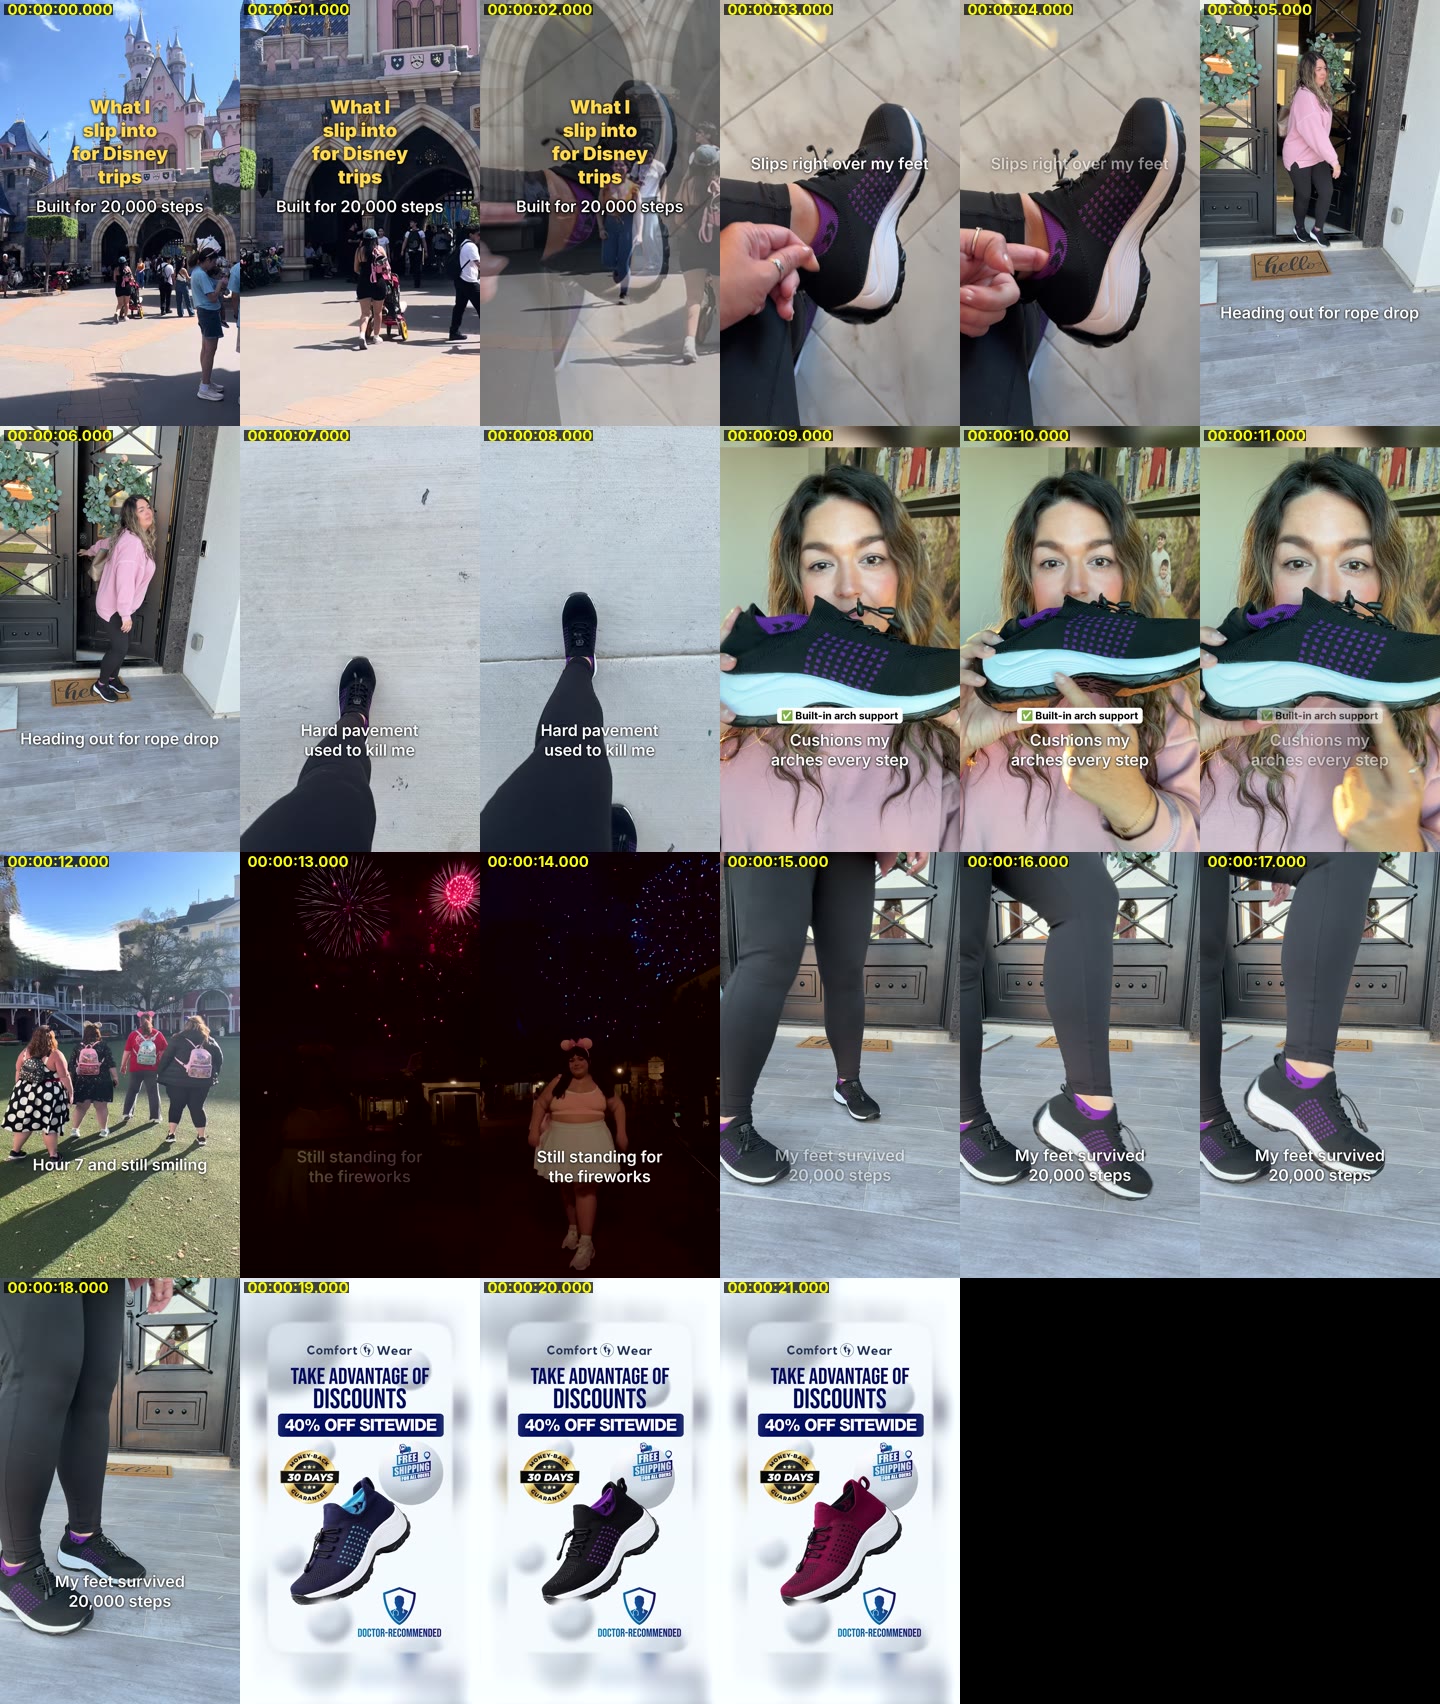 00:00:00.000
What I
slip into
for Disney
trips
Built for 20,000 steps
00:00:01.000
What I
slip into
for Disney
trips
Built for 20,000 steps
00:00:02.000
What I
slip into
for Disney
trips
Built for 20,000 steps
00:00:03.000
Slips right over my feet
00:00:04.000
Slips right over my feet
00:00:05.000
hello
Heading out for rope drop
00:00:06.000
Heading out for rope drop
00:00:07.000
Hard pavement
used to kill me
00:00:08.000
Hard pavement
used to kill me
00:00:09.000
✅ Built-in arch support
Cushions my
arches every step
00:00:10.000
✅ Built-in arch support
Cushions my
arches every step
00:00:11.000
✅ Built-in arch support
Cushions my
arches every step
00:00:12.000
Hour 7 and still smiling
00:00:13.000
Still standing for
the fireworks
00:00:14.000
Still standing for
the fireworks
00:00:15.000
My feet survived
20,000 steps
00:00:16.000
My feet survived
20,000 steps
00:00:17.000
My feet survived
20,000 steps
00:00:18.000
My feet survived
20,000 steps
00:00:19.000
Comfort Wear
TAKE ADVANTAGE OF
DISCOUNTS
40% OFF SITEWIDE
MONEY-BACK
30 DAYS
GUARANTEE
FREE
SHIPPING
DOCTOR-RECOMMENDED
00:00:20.000
Comfort Wear
TAKE ADVANTAGE OF
DISCOUNTS
40% OFF SITEWIDE
MONEY-BACK
30 DAYS
GUARANTEE
FREE
SHIPPING
DOCTOR-RECOMMENDED
00:00:21.000
Comfort Wear
TAKE ADVANTAGE OF
DISCOUNTS
40% OFF SITEWIDE
MONEY-BACK
30 DAYS
GUARANTEE
FREE
SHIPPING
DOCTOR-RECOMMENDED